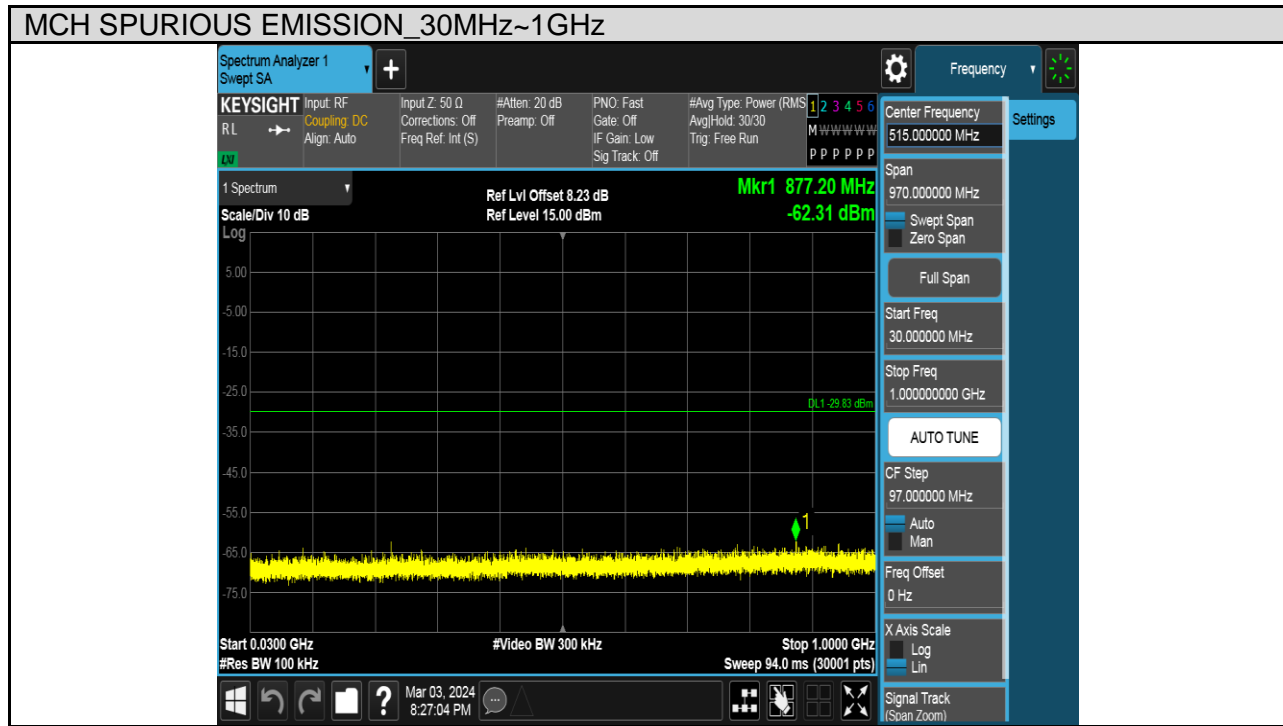 MCH SPURIOUS EMISSION_30MHz~1GHz
Spectrum Analyzer 1
Swept SA
+
Frequency
KEYSIGHT
RL
LXI
Input: RF
Coupling: DC
Align: Auto
Input Z: 50 Ω
Corrections: Off
Freq Ref: Int (S)
#Atten: 20 dB
Preamp: Off
PNO: Fast
Gate: Off
IF Gain: Low
Sig Track: Off
#Avg Type: Power (RMS
Avg|Hold: 30/30
Trig: Free Run
1 2 3 4 5 6
M W W W W W
P P P P P P
1 Spectrum
Scale/Div 10 dB
Ref Lvl Offset 8.23 dB
Ref Level 15.00 dBm
Mkr1 877.20 MHz
-62.31 dBm
Log
5.00
-5.00
-15.0
-25.0
DL1 -29.83 dBm
-35.0
-45.0
-55.0
1
-65.0
-75.0
Start 0.0300 GHz
#Res BW 100 kHz
#Video BW 300 kHz
Stop 1.0000 GHz
Sweep 94.0 ms (30001 pts)
?
Mar 03, 2024
8:27:04 PM
Center Frequency
515.000000 MHz
Settings
Span
970.000000 MHz
Swept Span
Zero Span
Full Span
Start Freq
30.000000 MHz
Stop Freq
1.000000000 GHz
AUTO TUNE
CF Step
97.000000 MHz
Auto
Man
Freq Offset
0 Hz
X Axis Scale
Log
Lin
Signal Track
(Span Zoom)